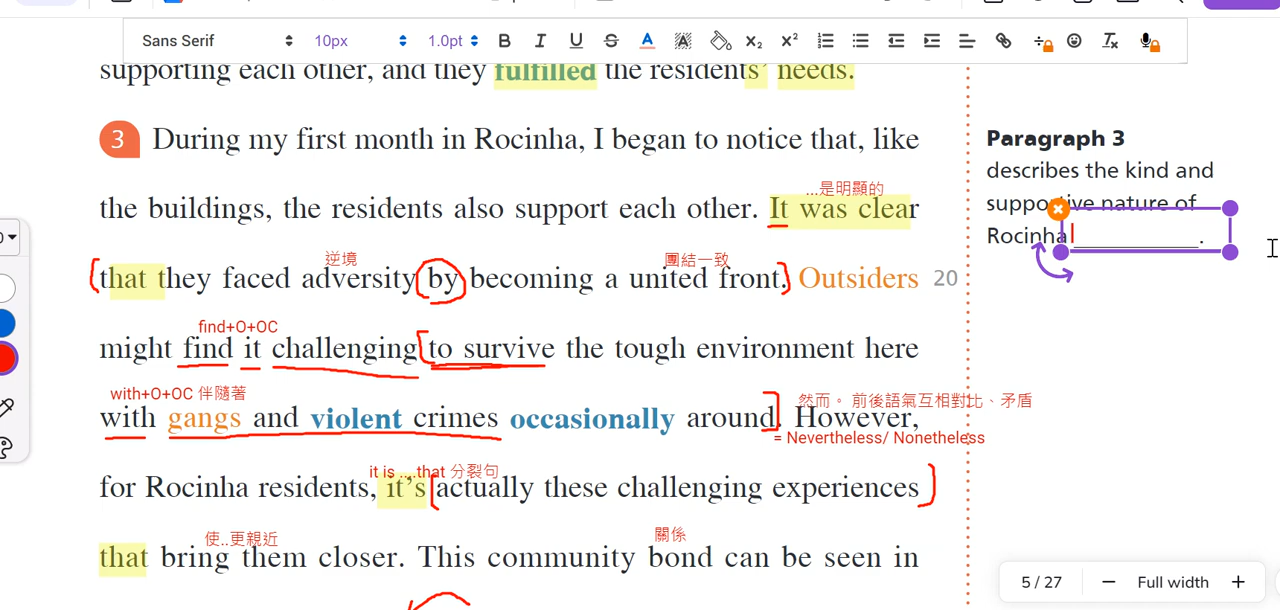 Sans Serif 10px 1.0pt B I U S A A X₂ X²
supporting each other, and they fulfilled the residents’ needs.
3 During my first month in Rocinha, I began to notice that, like
...是明顯的
the buildings, the residents also support each other. It was clear
逆境 團結一致
that they faced adversity by becoming a united front. Outsiders 20
find+O+OC
might find it challenging to survive the tough environment here
with+O+OC 伴隨著 然而。 前後語氣互相對比、矛盾
with gangs and violent crimes occasionally around. However,
= Nevertheless/ Nonetheless
it is ....that 分裂句
for Rocinha residents, it’s actually these challenging experiences
使..更親近 關係
that bring them closer. This community bond can be seen in
Paragraph 3
describes the kind and
supportive nature of
Rocinha ____________.
5 / 27 — Full width +